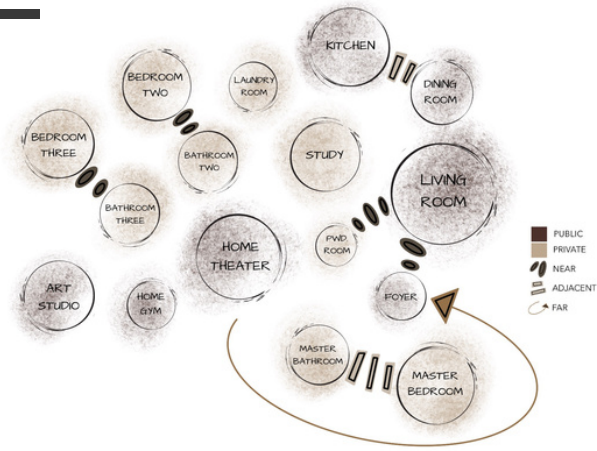 KITCHEN
DINING
ROOM
BEDROOM
TWO
LAUNDRY
ROOM
BEDROOM
THREE
BATHROOM
TWO
STUDY
LIVING
ROOM
BATHROOM
THREE
HOME
THEATER
PWD
ROOM
ART
STUDIO
HOME
GYM
FOYER
MASTER
BATHROOM
MASTER
BEDROOM
PUBLIC
PRIVATE
NEAR
ADJACENT
FAR